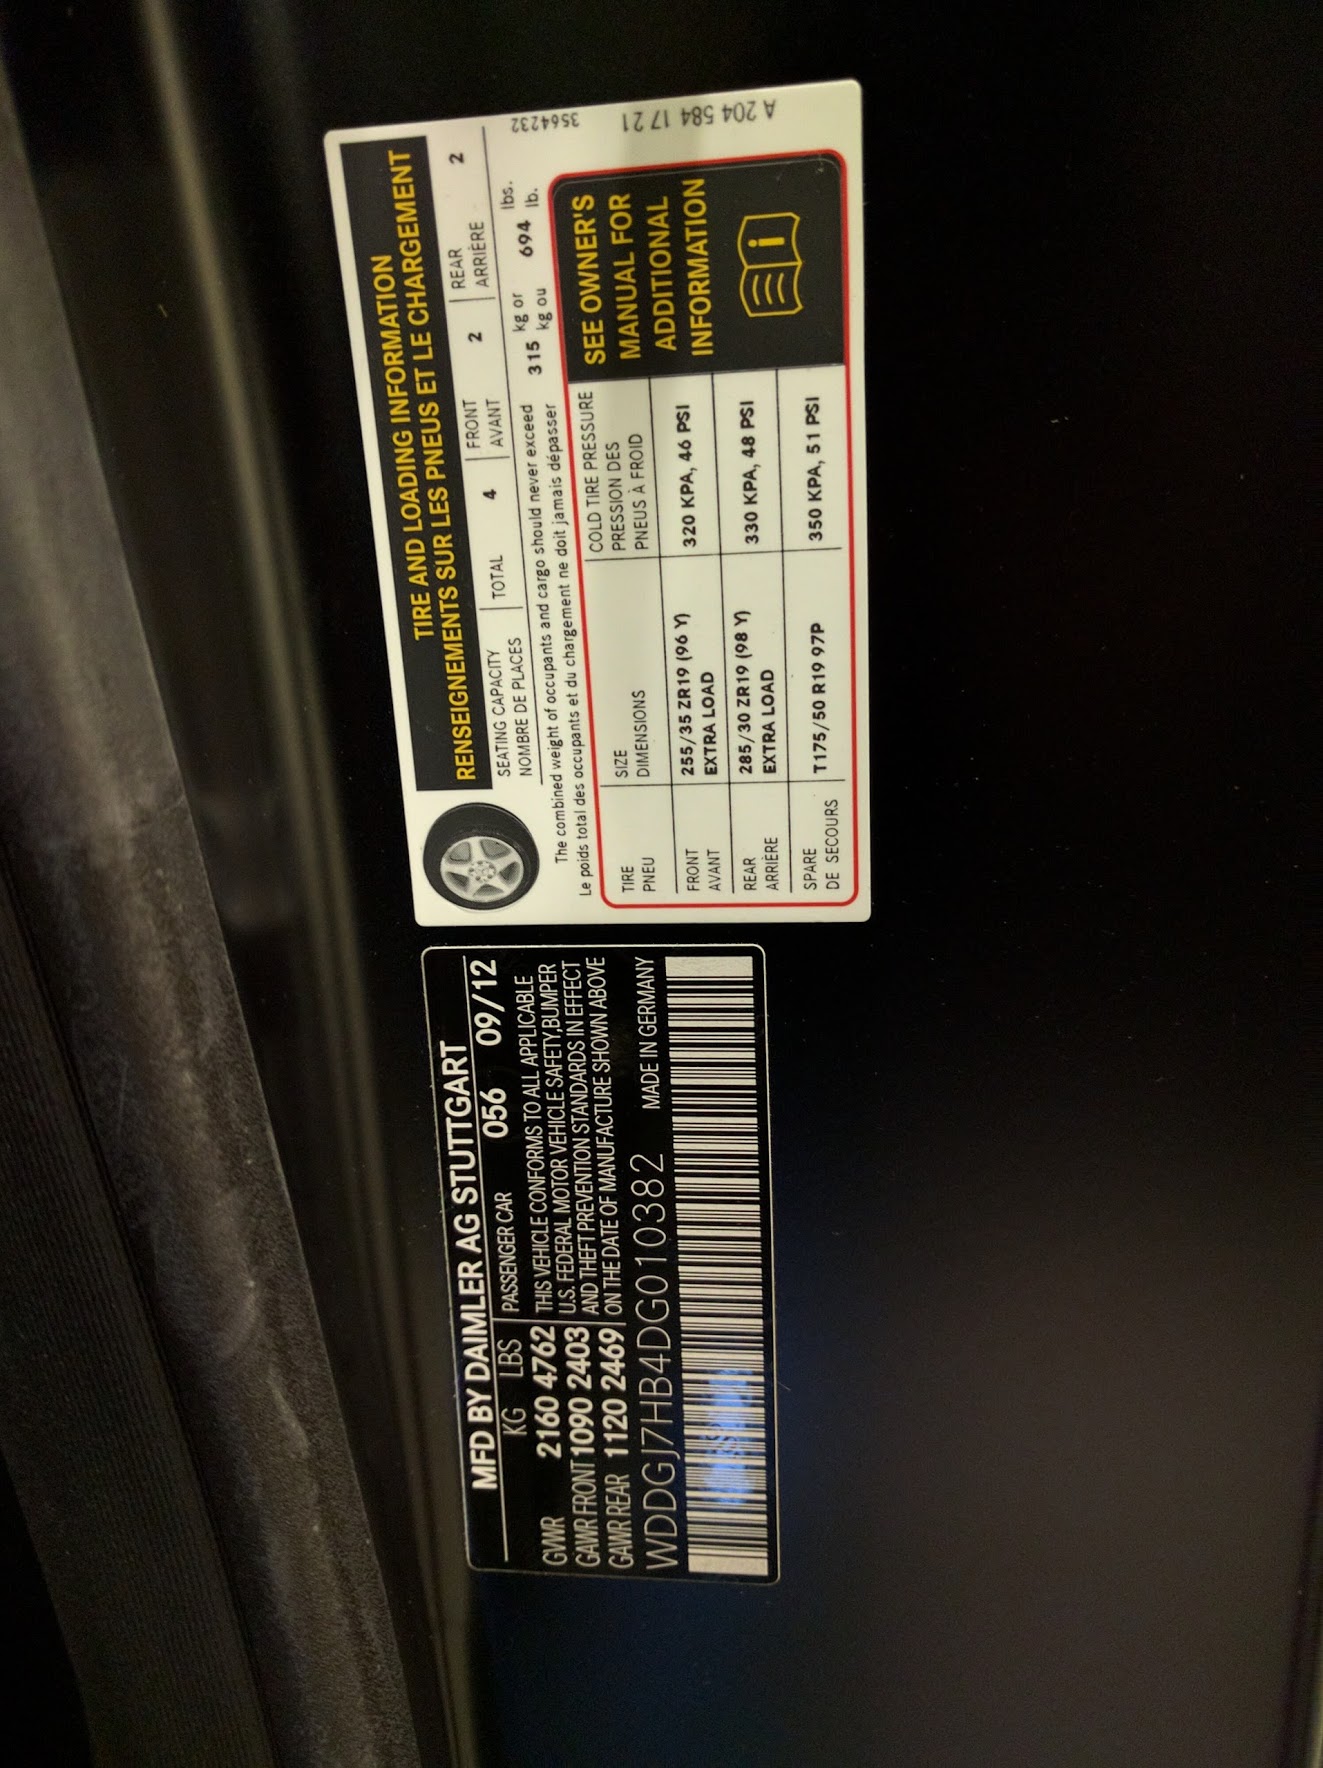 TIRE AND LOADING INFORMATION
RENSEIGNEMENTS SUR LES PNEUS ET LE CHARGEMENT
SEATING CAPACITY TOTAL 4 FRONT 2 REAR 2
NOMBRE DE PLACES AVANT ARRIÈRE
The combined weight of occupants and cargo should never exceed 315 kg or 694 lbs.
Le poids total des occupants et du chargement ne doit jamais dépasser kg ou lb.
TIRE SIZE COLD TIRE PRESSURE
PNEU DIMENSIONS PRESSION DES
PNEUS À FROID
FRONT 255/35 ZR19 (96 Y) 320 KPA, 46 PSI
AVANT EXTRA LOAD
REAR 285/30 ZR19 (98 Y) 330 KPA, 48 PSI
ARRIÈRE EXTRA LOAD
SPARE T175/50 R19 97P 350 KPA, 51 PSI
DE SECOURS
SEE OWNER'S
MANUAL FOR
ADDITIONAL
INFORMATION
i
3564232
A 204 584 17 21
MFD BY DAIMLER AG STUTTGART
KG LBS PASSENGER CAR 056 09/12
GVWR 2160 4762 THIS VEHICLE CONFORMS TO ALL APPLICABLE
GAWR FRONT 1090 2403 U.S. FEDERAL MOTOR VEHICLE SAFETY,BUMPER
GAWR REAR 1120 2469 AND THEFT PREVENTION STANDARDS IN EFFECT
ON THE DATE OF MANUFACTURE SHOWN ABOVE
WDDGJ7HB4DG010382 MADE IN GERMANY